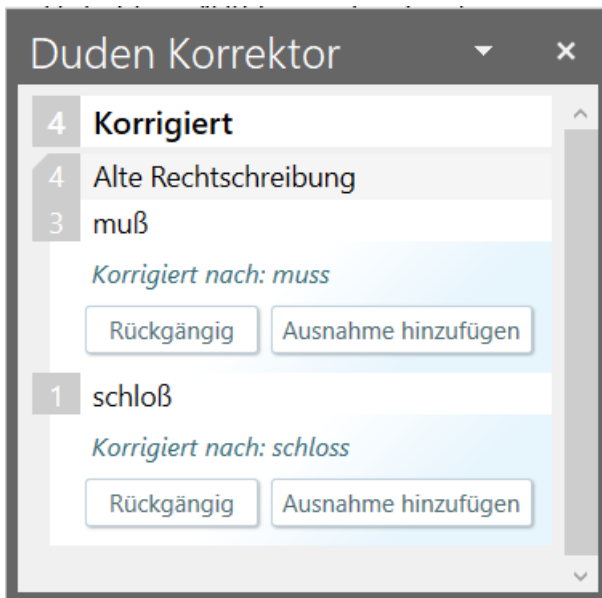 Duden Korrektor
4 Korrigiert
4 Alte Rechtschreibung
3 muß
Korrigiert nach: muss
Rückgängig Ausnahme hinzufügen
1 schloß
Korrigiert nach: schloss
Rückgängig Ausnahme hinzufügen